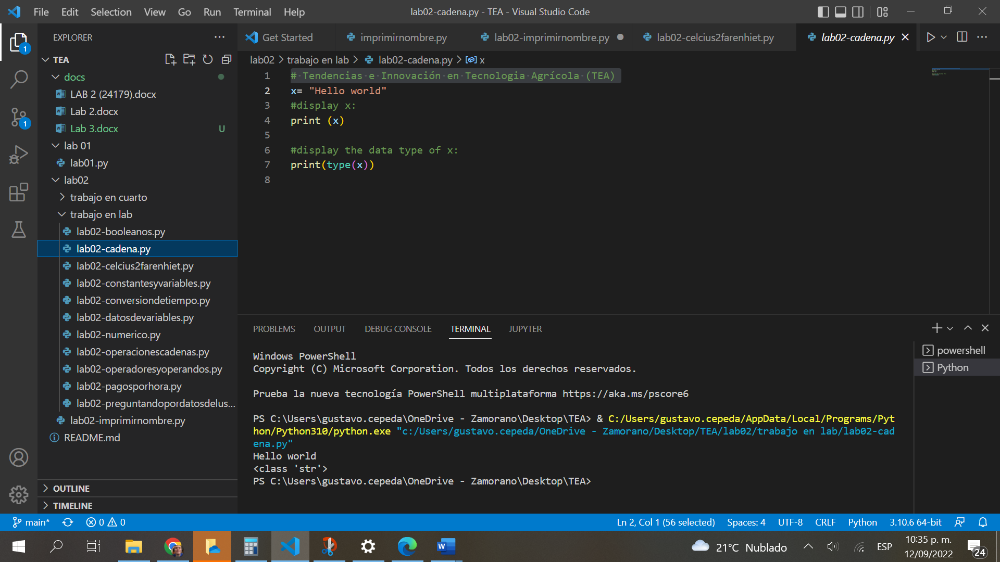 File Edit Selection View Go Run Terminal Help
lab02-cadena.py - TEA - Visual Studio Code
EXPLORER
TEA
docs
LAB 2 (24179).docx
Lab 2.docx
Lab 3.docx U
lab 01
lab01.py
lab02
trabajo en cuarto
trabajo en lab
lab02-booleanos.py
lab02-cadena.py
lab02-celcius2farenhiet.py
lab02-constantesyvariables.py
lab02-conversiondetiempo.py
lab02-datosdevariables.py
lab02-numerico.py
lab02-operacionescadenas.py
lab02-operadoresyoperandos.py
lab02-pagosporhora.py
lab02-preguntandopordatosdelus...
lab02-imprimirnombre.py
README.md
OUTLINE
TIMELINE
1
1
Get Started imprimirnombre.py lab02-imprimirnombre.py lab02-celcius2farenhiet.py lab02-cadena.py
lab02 > trabajo en lab > lab02-cadena.py > x
1 # Tendencias e Innovación en Tecnologia Agrícola (TEA)
2 x= "Hello world"
3 #display x:
4 print (x)
5
6 #display the data type of x:
7 print(type(x))
8
PROBLEMS OUTPUT DEBUG CONSOLE TERMINAL JUPYTER
Windows PowerShell
Copyright (C) Microsoft Corporation. Todos los derechos reservados.
Prueba la nueva tecnología PowerShell multiplataforma https://aka.ms/pscore6
PS C:\Users\gustavo.cepeda\OneDrive - Zamorano\Desktop\TEA> & C:/Users/gustavo.cepeda/AppData/Local/Programs/Pyt
hon/Python310/python.exe "c:/Users/gustavo.cepeda/OneDrive - Zamorano/Desktop/TEA/lab02/trabajo en lab/lab02-cad
ena.py"
Hello world
<class 'str'>
PS C:\Users\gustavo.cepeda\OneDrive - Zamorano\Desktop\TEA>
powershell
Python
main* 0 0
Ln 2, Col 1 (56 selected) Spaces: 4 UTF-8 CRLF Python 3.10.6 64-bit
W 21°C Nublado ESP
10:35 p. m.
12/09/2022
24